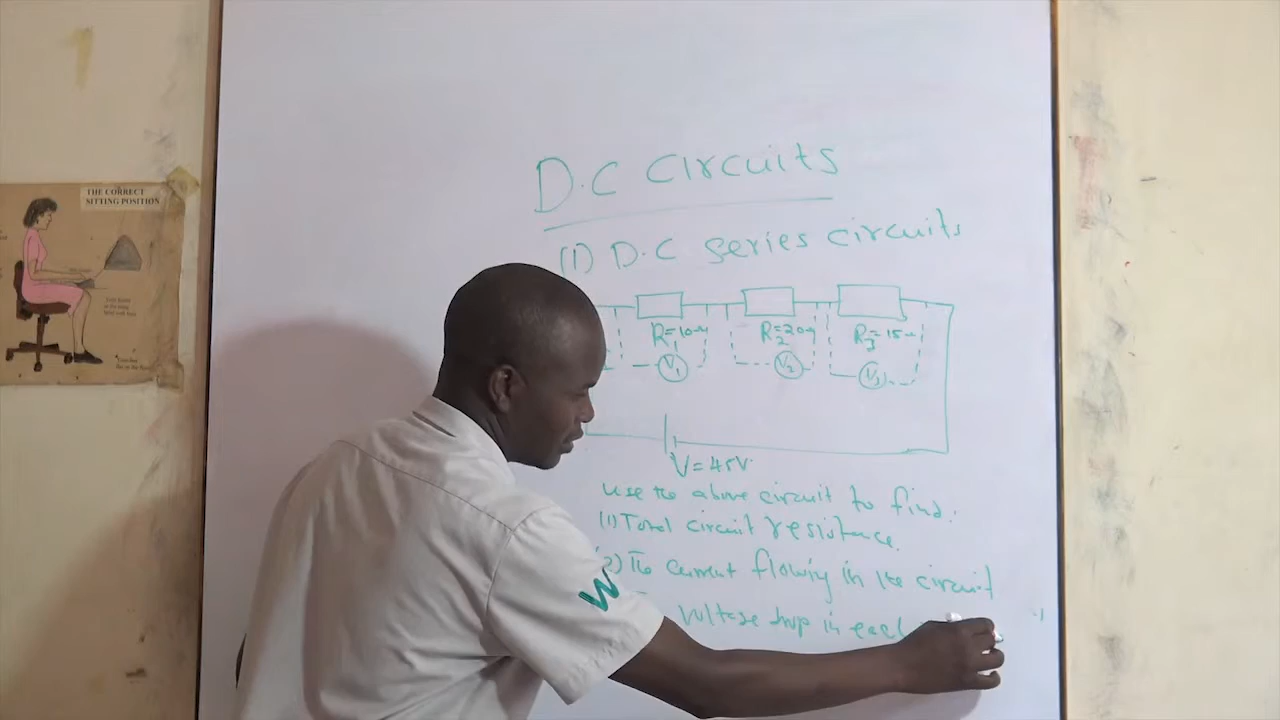 THE CORRECT
SITTING POSITION
D.C Circuits
(1) D.C series circuits
R1=10Ω R2=20Ω R3=15Ω
V1 V2 V3
V=45V
Use the above circuit to find:
(1) Total circuit resistance.
(2) The current flowing in the circuit
Voltage drop in each
W